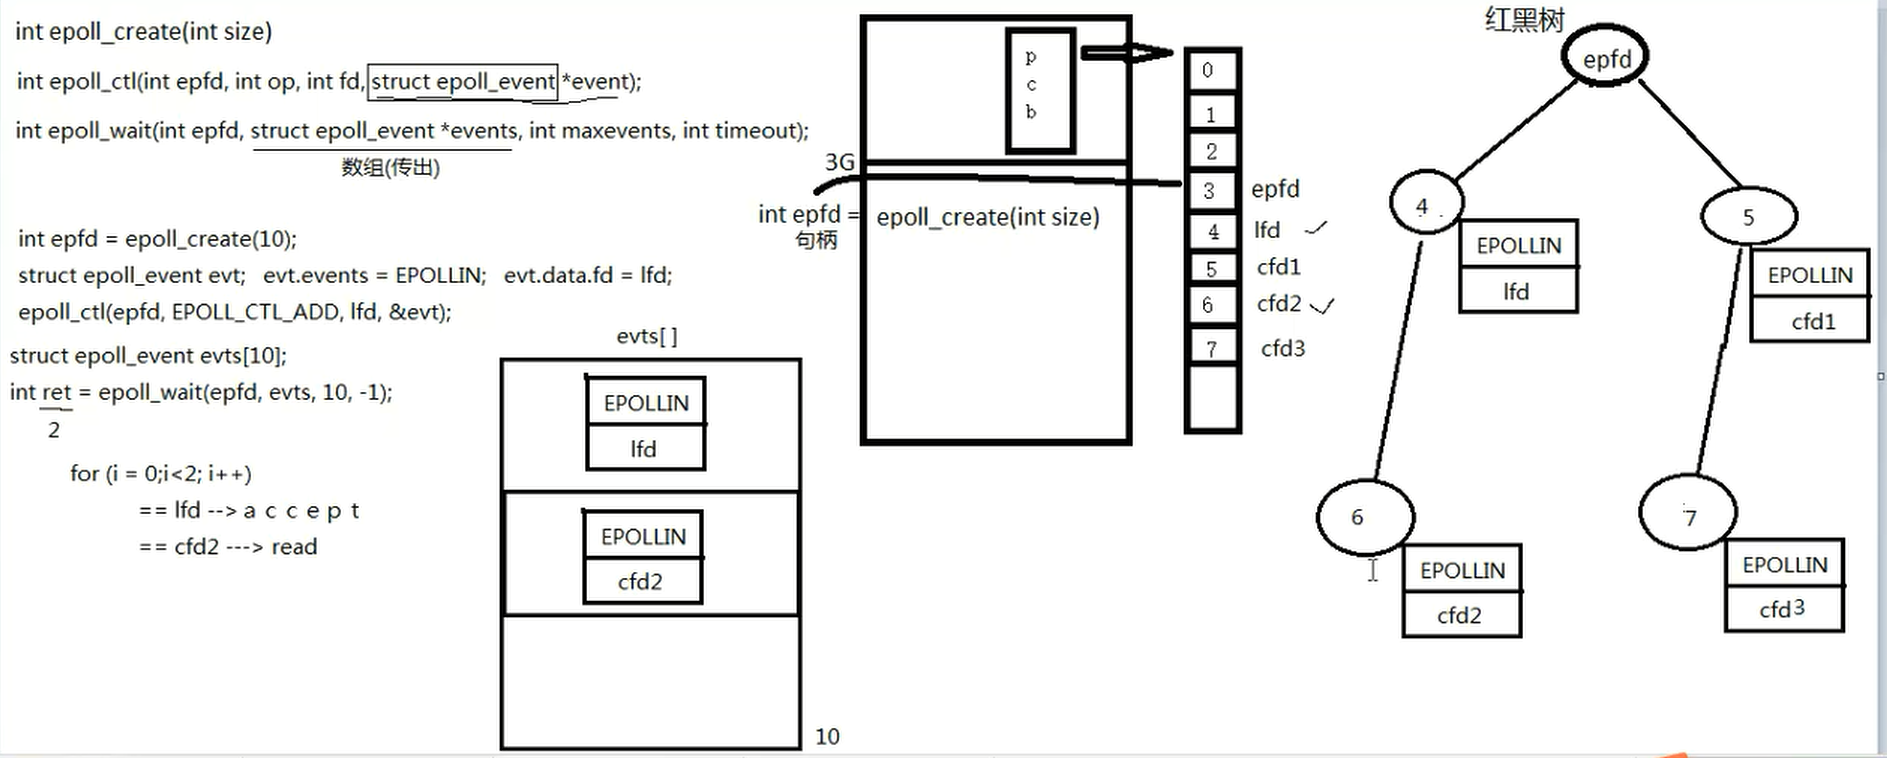 int epoll_create(int size)
int epoll_ctl(int epfd, int op, int fd, struct epoll_event *event);
int epoll_wait(int epfd, struct epoll_event *events, int maxevents, int timeout);
数组(传出)
int epfd = epoll_create(10);
struct epoll_event evt; evt.events = EPOLLIN; evt.data.fd = lfd;
epoll_ctl(epfd, EPOLL_CTL_ADD, lfd, &evt);
struct epoll_event evts[10];
int ret = epoll_wait(epfd, evts, 10, -1);
2
for (i = 0;i<2; i++)
== lfd --> a c c e p t
== cfd2 ---> read
evts[ ]
EPOLLIN
lfd
EPOLLIN
cfd2
10
p
c
b
3G
int epfd = epoll_create(int size)
句柄
0
1
2
3 epfd
4 lfd
5 cfd1
6 cfd2
7 cfd3
红黑树
epfd
4
EPOLLIN
lfd
5
EPOLLIN
cfd1
6
EPOLLIN
cfd2
7
EPOLLIN
cfd3